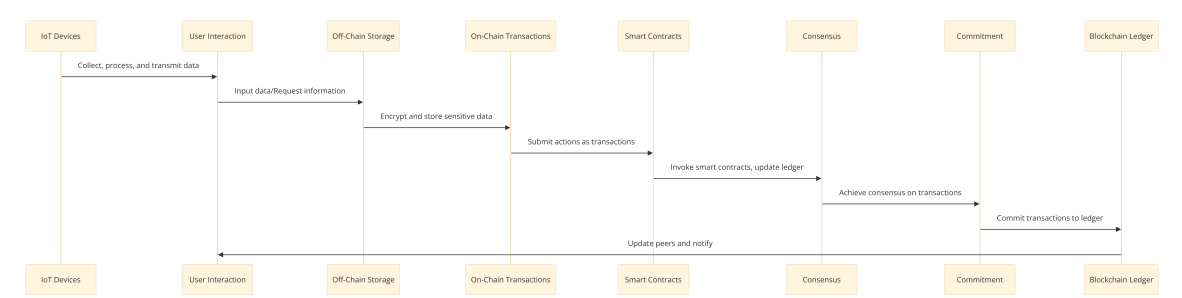 IoT Devices
User Interaction
Off-Chain Storage
On-Chain Transactions
Smart Contracts
Consensus
Commitment
Blockchain Ledger
Collect, process, and transmit data
Input data/Request information
Encrypt and store sensitive data
Submit actions as transactions
Invoke smart contracts, update ledger
Achieve consensus on transactions
Commit transactions to ledger
Update peers and notify
IoT Devices
User Interaction
Off-Chain Storage
On-Chain Transactions
Smart Contracts
Consensus
Commitment
Blockchain Ledger